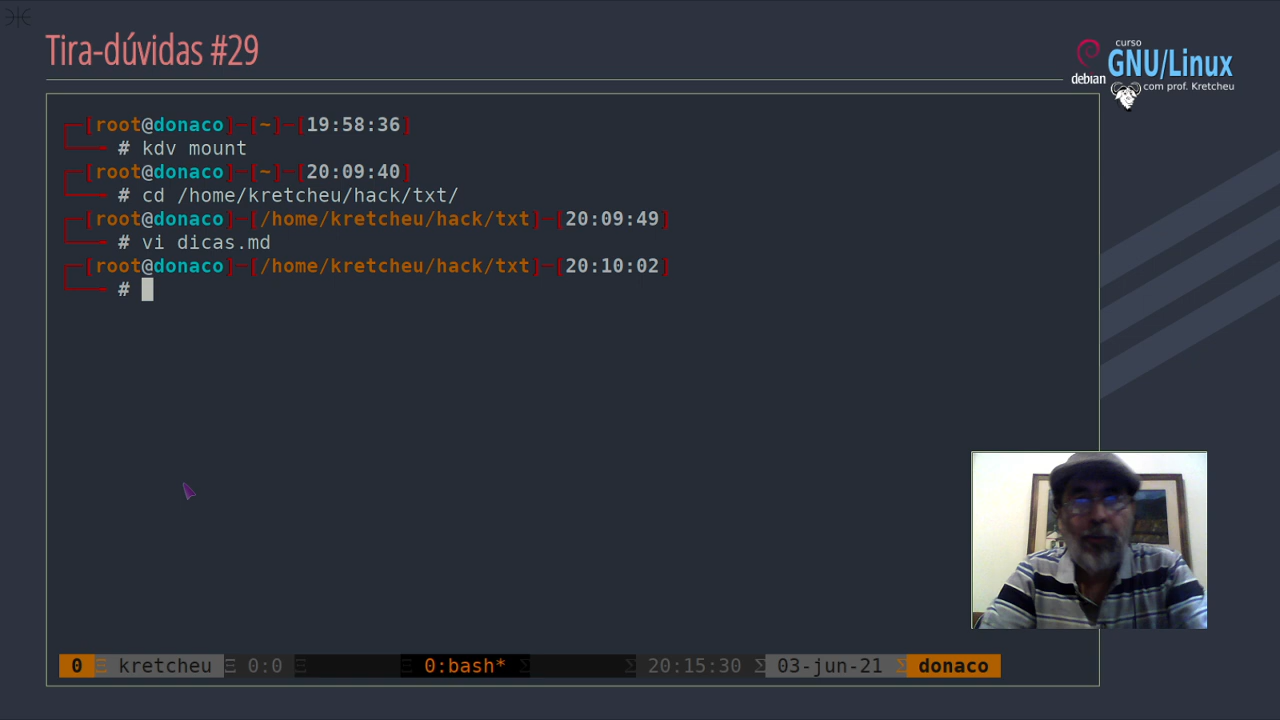 Tira-dúvidas #29
curso
GNU/Linux
debian
com prof. Kretcheu
[root@donaco]-[~]-[19:58:36]
# kdv mount
[root@donaco]-[~]-[20:09:40]
# cd /home/kretcheu/hack/txt/
[root@donaco]-[/home/kretcheu/hack/txt]-[20:09:49]
# vi dicas.md
[root@donaco]-[/home/kretcheu/hack/txt]-[20:10:02]
#
0 Ξ kretcheu Ξ 0:0 Ξ Ξ 0:bash* Σ Σ 20:15:30 Σ 03-jun-21 Σ donaco